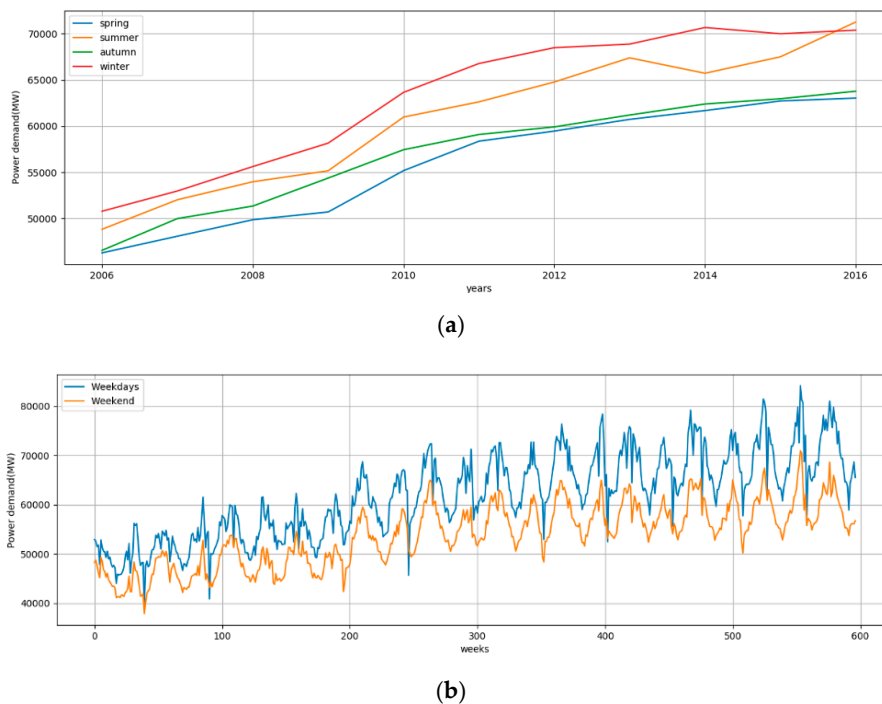 spring
summer
autumn
winter
70000
65000
60000
55000
50000
Power demand(MW)
2006 2008 2010 2012 2014 2016
years
(a)
Weekdays
Weekend
80000
70000
60000
50000
40000
Power demand(MW)
0 100 200 300 400 500 600
weeks
(b)